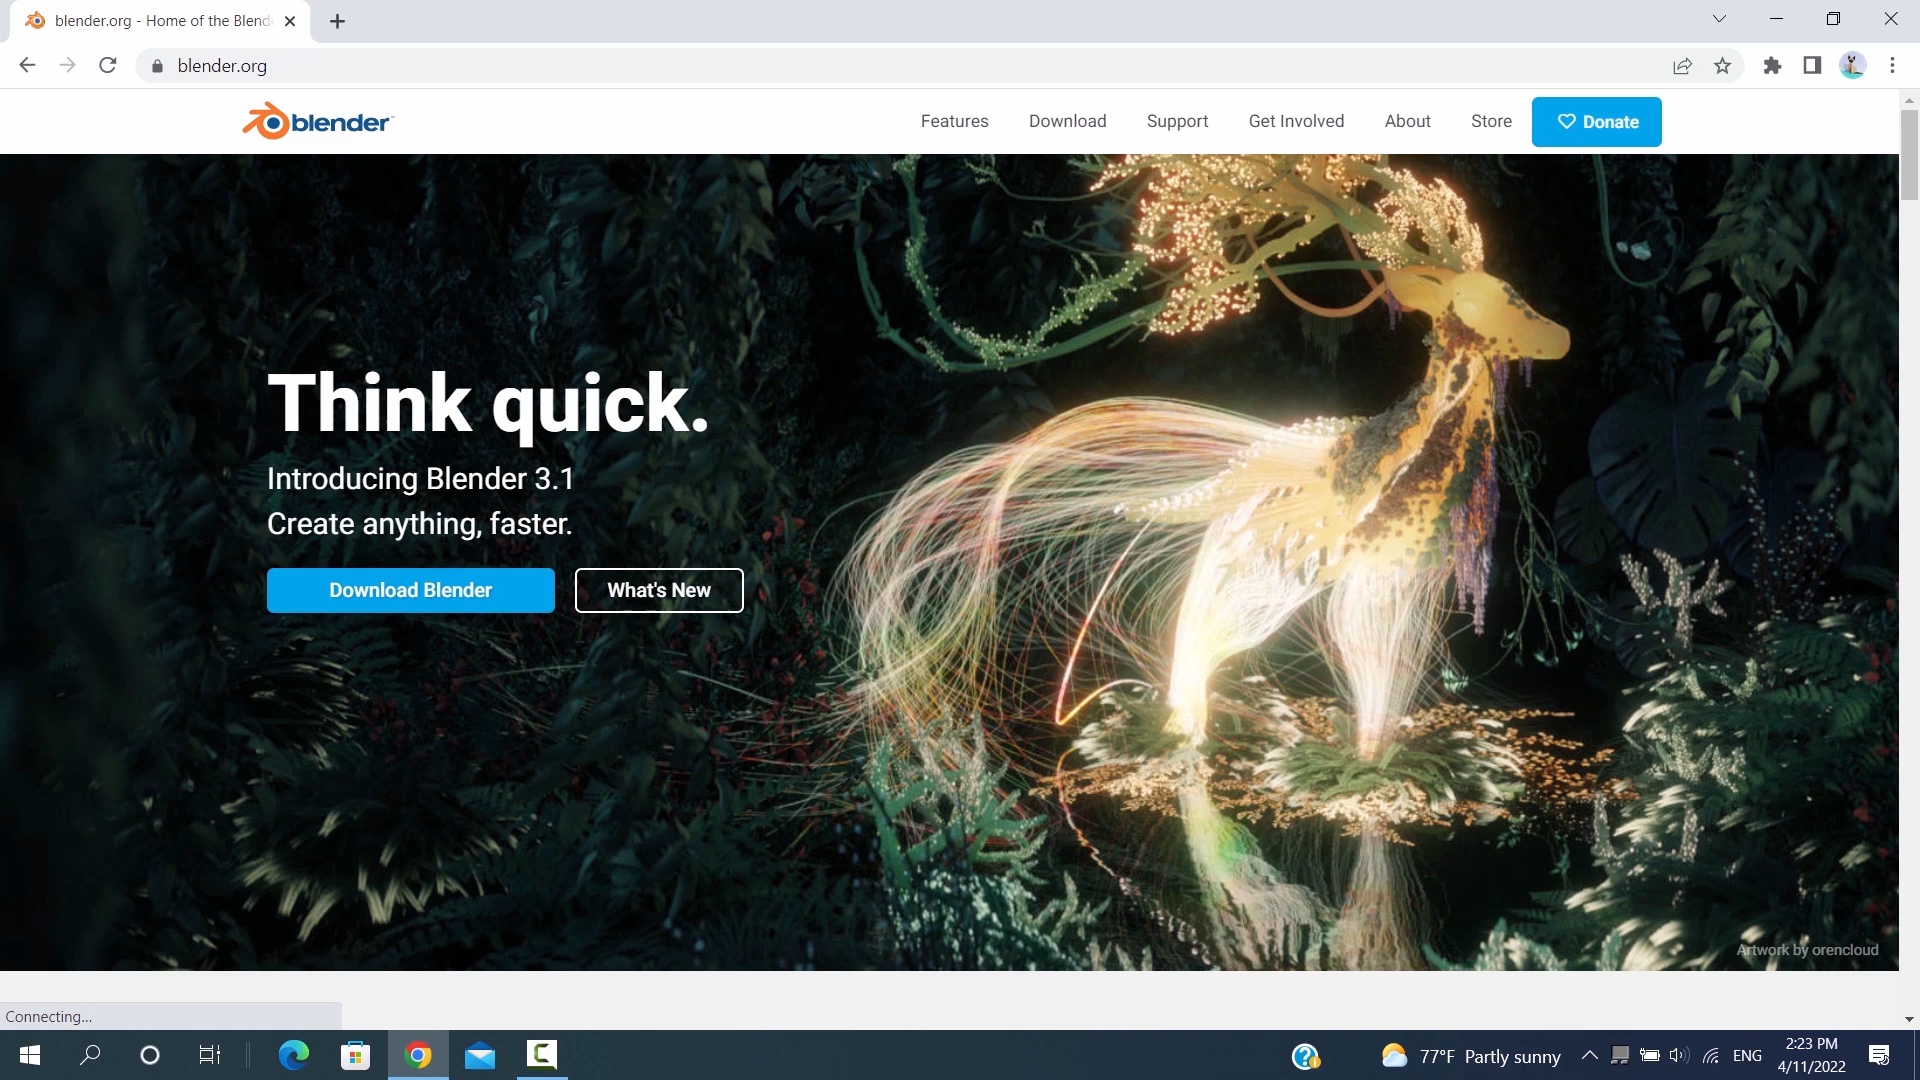 blender.org - Home of the Blend
blender.org
blender
Features
Download
Support
Get Involved
About
Store
Donate
Think quick.
Introducing Blender 3.1
Create anything, faster.
Download Blender
What's New
Artwork by orencloud
Connecting...
77°F Partly sunny
ENG
2:23 PM
4/11/2022